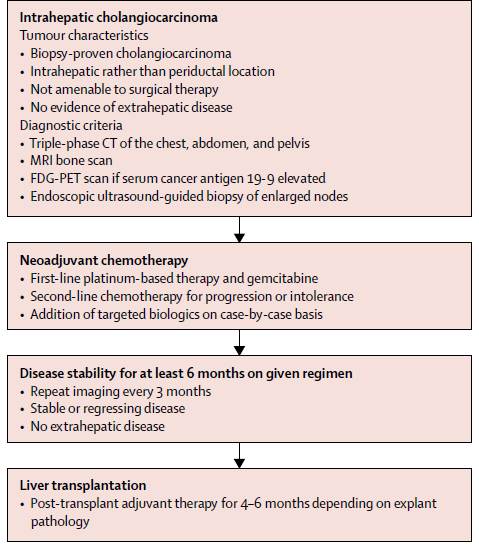 Intrahepatic cholangiocarcinoma
Tumour characteristics
• Biopsy-proven cholangiocarcinoma
• Intrahepatic rather than periductal location
• Not amenable to surgical therapy
• No evidence of extrahepatic disease
Diagnostic criteria
• Triple-phase CT of the chest, abdomen, and pelvis
• MRI bone scan
• FDG-PET scan if serum cancer antigen 19-9 elevated
• Endoscopic ultrasound-guided biopsy of enlarged nodes
Neoadjuvant chemotherapy
• First-line platinum-based therapy and gemcitabine
• Second-line chemotherapy for progression or intolerance
• Addition of targeted biologics on case-by-case basis
Disease stability for at least 6 months on given regimen
• Repeat imaging every 3 months
• Stable or regressing disease
• No extrahepatic disease
Liver transplantation
• Post-transplant adjuvant therapy for 4–6 months depending on explant
pathology